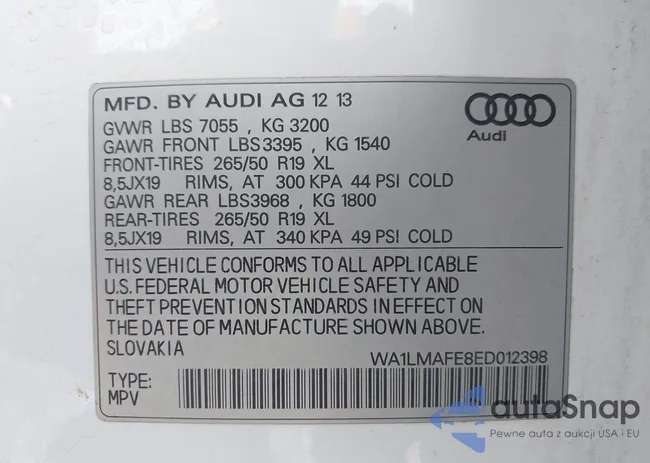 MFD. BY AUDI AG 12 13
GVWR LBS 7055 , KG 3200
GAWR FRONT LBS3395 , KG 1540
FRONT-TIRES 265/50 R19 XL
8,5JX19 RIMS, AT 300 KPA 44 PSI COLD
GAWR REAR LBS3968 , KG 1800
REAR-TIRES 265/50 R19 XL
8,5JX19 RIMS, AT 340 KPA 49 PSI COLD
Audi
THIS VEHICLE CONFORMS TO ALL APPLICABLE
U.S. FEDERAL MOTOR VEHICLE SAFETY AND
THEFT PREVENTION STANDARDS IN EFFECT ON
THE DATE OF MANUFACTURE SHOWN ABOVE.
SLOVAKIA
WA1LMAFE8ED012398
TYPE:
MPV
autaSnap
Pewne auta z aukcji USA i EU